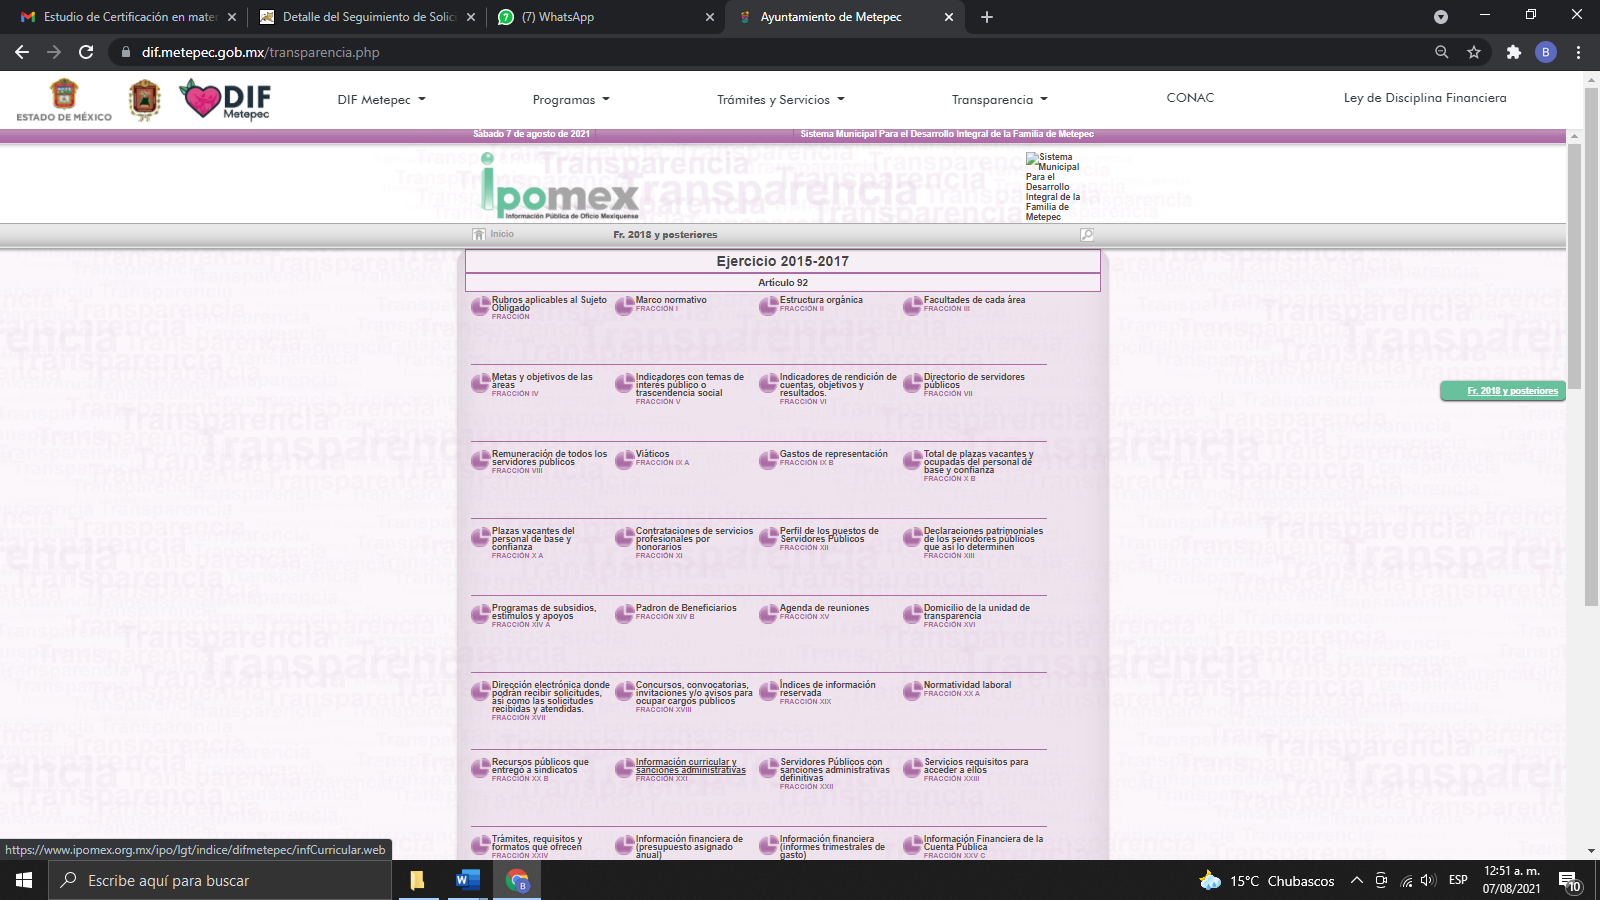 Estudio de Certificación en mater
Detalle del Seguimiento de Solici
(7) WhatsApp
Ayuntamiento de Metepec
dif.metepec.gob.mx/transparencia.php
B
ESTADO DE MÉXICO
DIF
Metepec
DIF Metepec
Programas
Trámites y Servicios
Transparencia
CONAC
Ley de Disciplina Financiera
Sábado 7 de agosto de 2021
Sistema Municipal Para el Desarrollo Integral de la Familia de Metepec
ipomex
Información Pública de Oficio Mexiquense
Sistema
Municipal
Para el
Desarrollo
Integral de la
Familia de
Metepec
Inicio
Fr. 2018 y posteriores
Ejercicio 2015-2017
Artículo 92
Rubros aplicables al Sujeto
Obligado
FRACCIÓN
Marco normativo
FRACCIÓN I
Estructura orgánica
FRACCIÓN II
Facultades de cada área
FRACCIÓN III
Metas y objetivos de las
áreas
FRACCIÓN IV
Indicadores con temas de
interés público o
trascendencia social
FRACCIÓN V
Indicadores de rendición de
cuentas, objetivos y
resultados.
FRACCIÓN VI
Directorio de servidores
públicos
FRACCIÓN VII
Fr. 2018 y posteriores
Remuneración de todos los
servidores públicos
FRACCIÓN VIII
Viáticos
FRACCIÓN IX A
Gastos de representación
FRACCIÓN IX B
Total de plazas vacantes y
ocupadas del personal de
base y confianza
FRACCIÓN X B
Plazas vacantes del
personal de base y
confianza
FRACCIÓN X A
Contrataciones de servicios
profesionales por
honorarios
FRACCIÓN XI
Perfil de los puestos de
Servidores Públicos
FRACCIÓN XII
Declaraciones patrimoniales
de los servidores públicos
que así lo determinen
FRACCIÓN XIII
Programas de subsidios,
estímulos y apoyos
FRACCIÓN XIV A
Padron de Beneficiarios
FRACCIÓN XIV B
Agenda de reuniones
FRACCIÓN XV
Domicilio de la unidad de
transparencia
FRACCIÓN XVI
Dirección electrónica donde
podrán recibir solicitudes,
así como las solicitudes
recibidas y atendidas.
FRACCIÓN XVII
Concursos, convocatorias,
invitaciones y/o avisos para
ocupar cargos públicos
FRACCIÓN XVIII
Índices de información
reservada
FRACCIÓN XIX
Normatividad laboral
FRACCIÓN XX A
Recursos públicos que
entregó a sindicatos
FRACCIÓN XX B
Información curricular y
sanciones administrativas
FRACCIÓN XXI
Servidores Públicos con
sanciones administrativas
definitivas
FRACCIÓN XXII
Servicios requisitos para
acceder a ellos
FRACCIÓN XXIII
Trámites, requisitos y
formatos que ofrecen
FRACCIÓN XXIV
Información financiera de
(presupuesto asignado
anual)
Información financiera
(informes trimestrales de
gasto)
Información Financiera de la
Cuenta Pública
FRACCIÓN XXV C
https://www.ipomex.org.mx/ipo/lgt/indice/difmetepec/infCurricular.web
Escribe aquí para buscar
15°C Chubascos
ESP
12:51 a. m.
07/08/2021
10